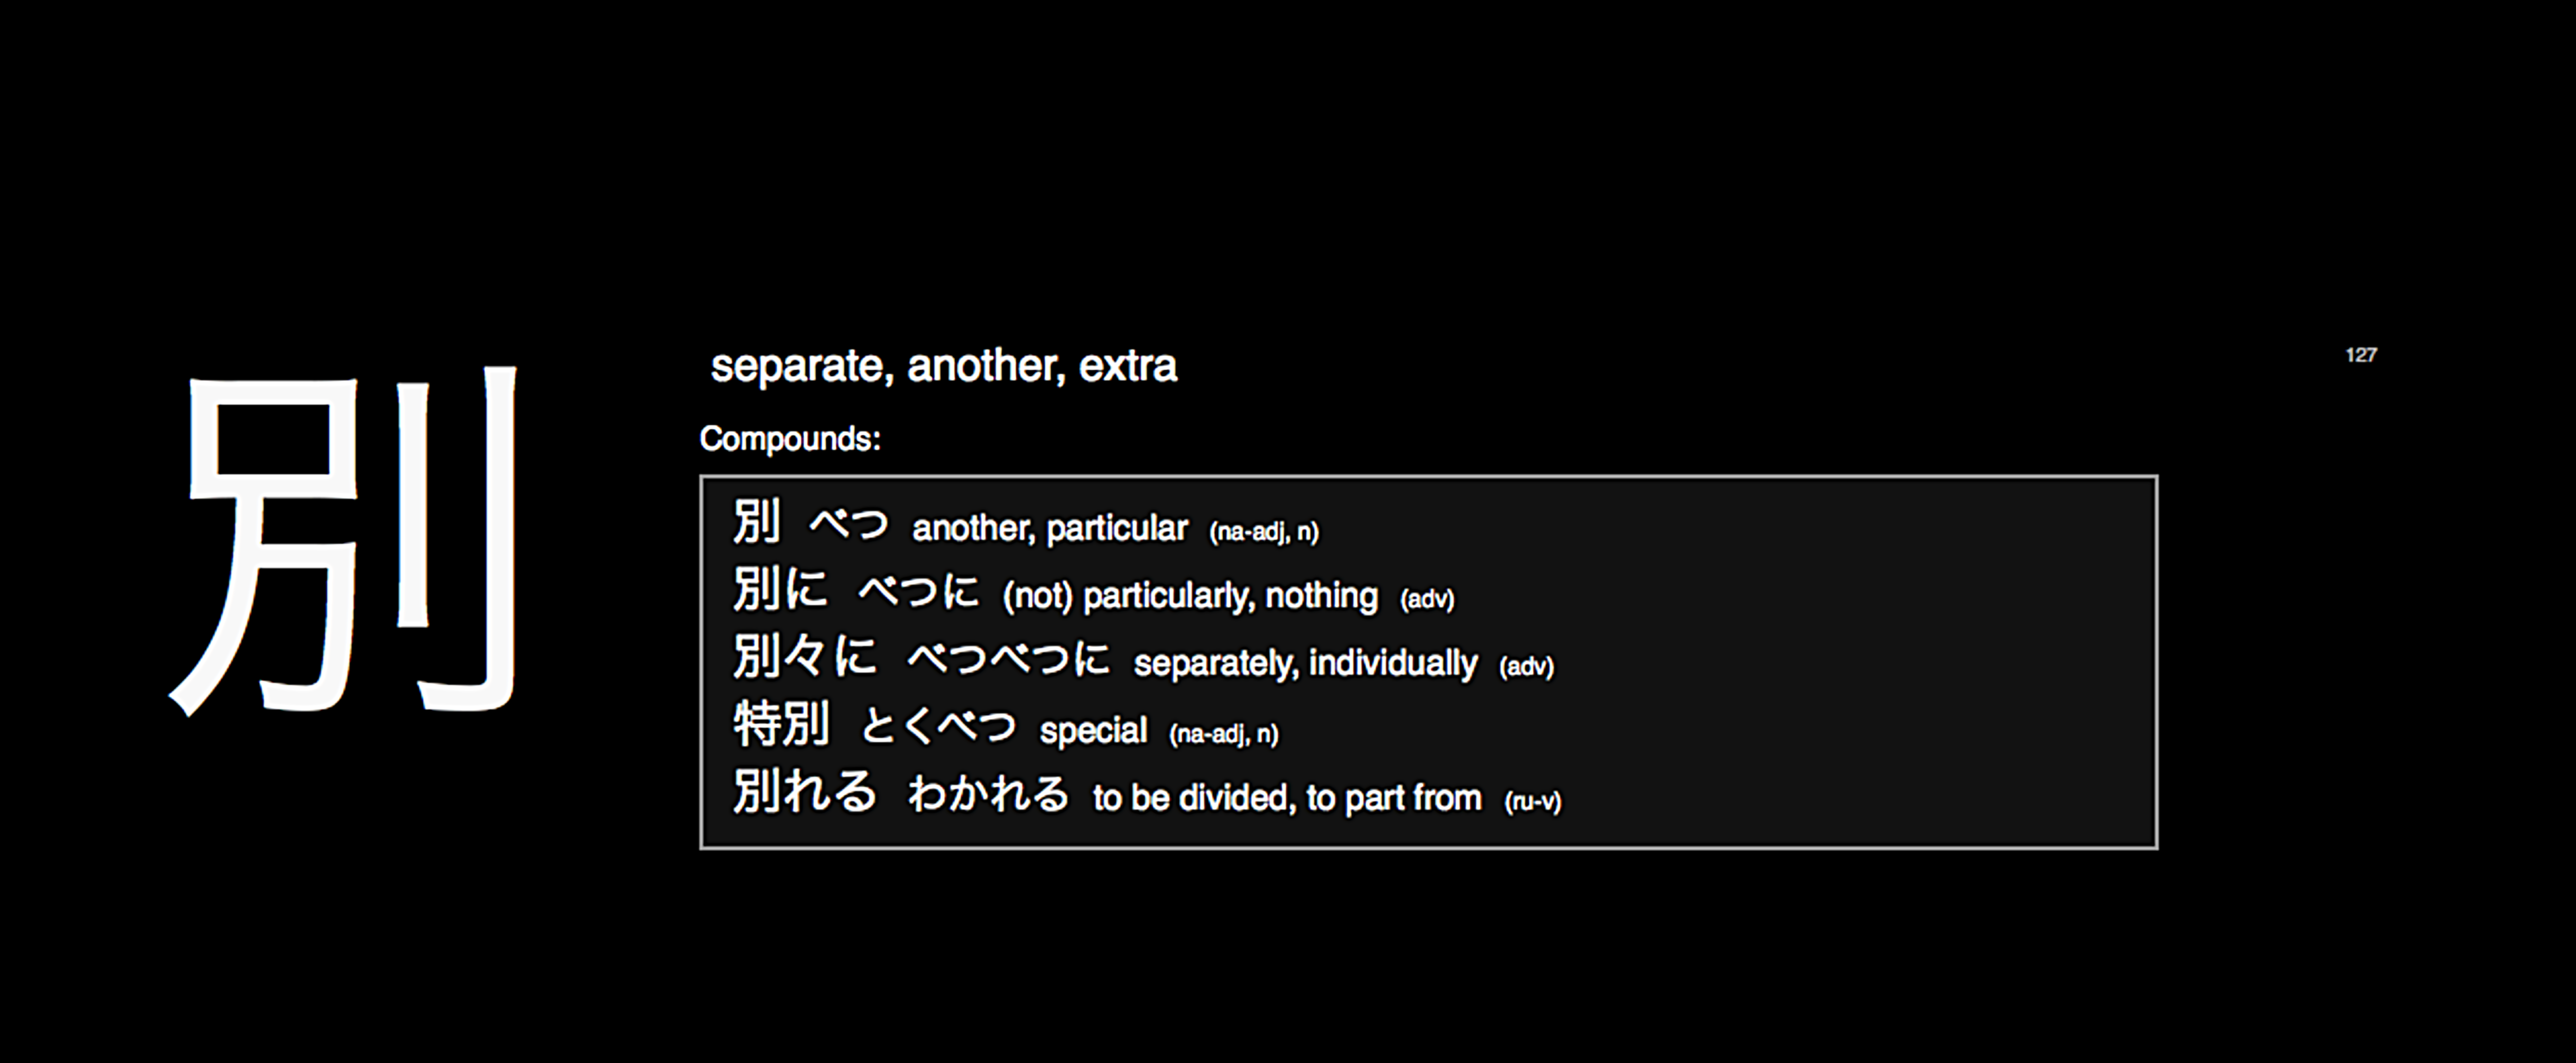 別
separate, another, extra
127
Compounds:
別 べつ another, particular (na-adj, n)
別に べつに (not) particularly, nothing (adv)
別々に べつべつに separately, individually (adv)
特別 とくべつ special (na-adj, n)
別れる わかれる to be divided, to part from (ru-v)